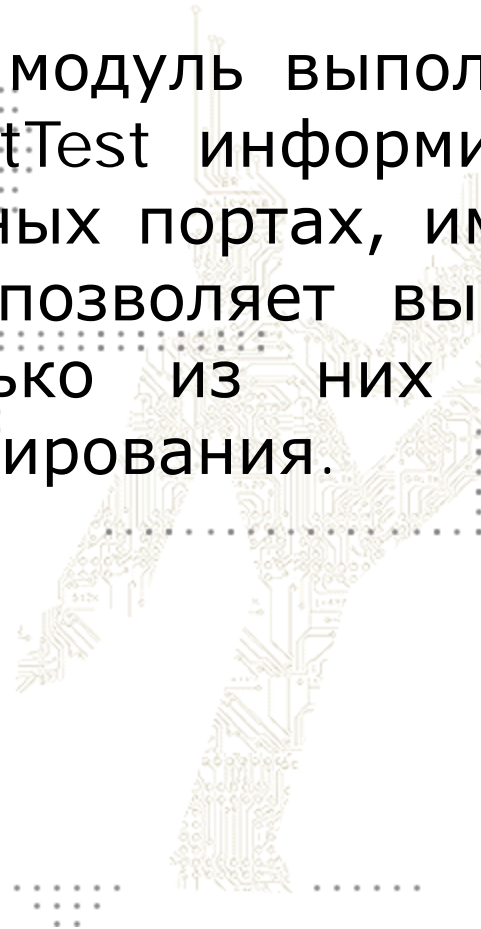 модуль выпол
tTest информи
ных портах, им
позволяет вы
ько из них
ирования.